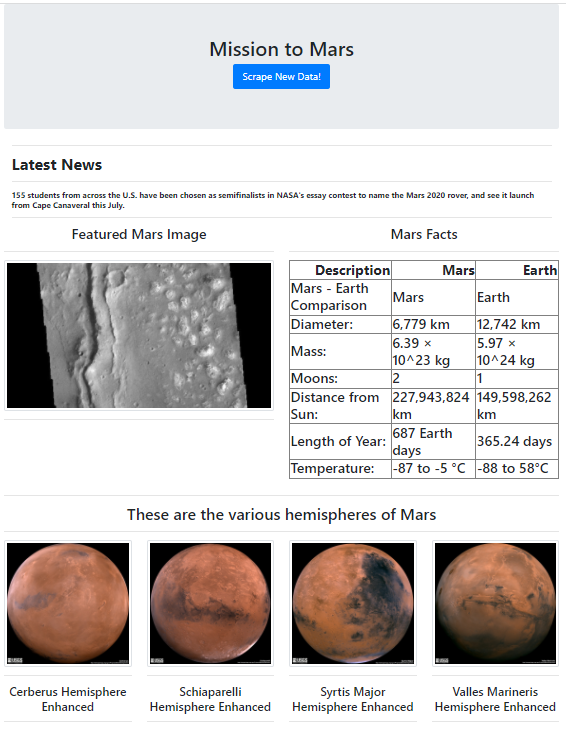 Mission to Mars
Scrape New Data!
Latest News
155 students from across the U.S. have been chosen as semifinalists in NASA's essay contest to name the Mars 2020 rover, and see it launch
from Cape Canaveral this July.
Featured Mars Image
Mars Facts
Description Mars Earth
Mars - Earth
Comparison Mars Earth
Diameter: 6,779 km 12,742 km
Mass: 6.39 ×
10^23 kg 5.97 ×
10^24 kg
Moons: 2 1
Distance from
Sun: 227,943,824
km 149,598,262
km
Length of Year: 687 Earth
days 365.24 days
Temperature: -87 to -5 °C -88 to 58°C
These are the various hemispheres of Mars
Cerberus Hemisphere
Enhanced
Schiaparelli
Hemisphere Enhanced
Syrtis Major
Hemisphere Enhanced
Valles Marineris
Hemisphere Enhanced